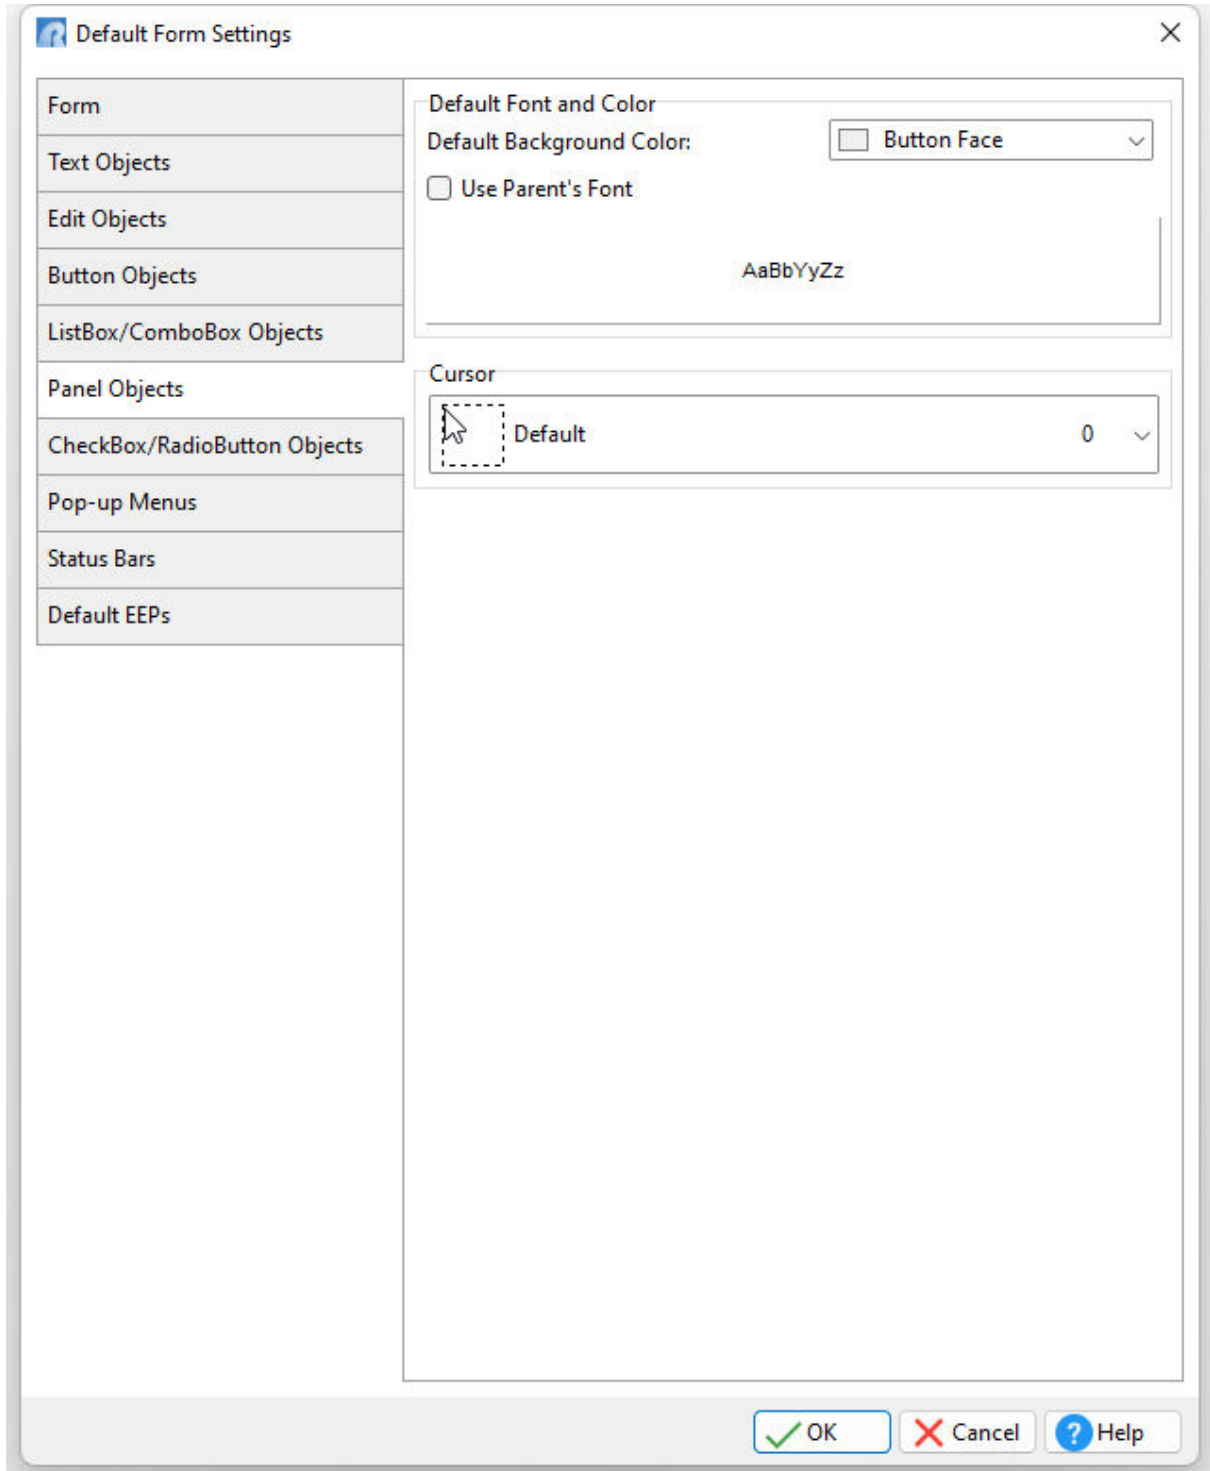 Default Form Settings
Form
Text Objects
Edit Objects
Button Objects
ListBox/ComboBox Objects
Panel Objects
CheckBox/RadioButton Objects
Pop-up Menus
Status Bars
Default EEPs
Default Font and Color
Default Background Color: Button Face
Use Parent's Font
AaBbYyZz
Cursor
Default 0
OK Cancel ? Help